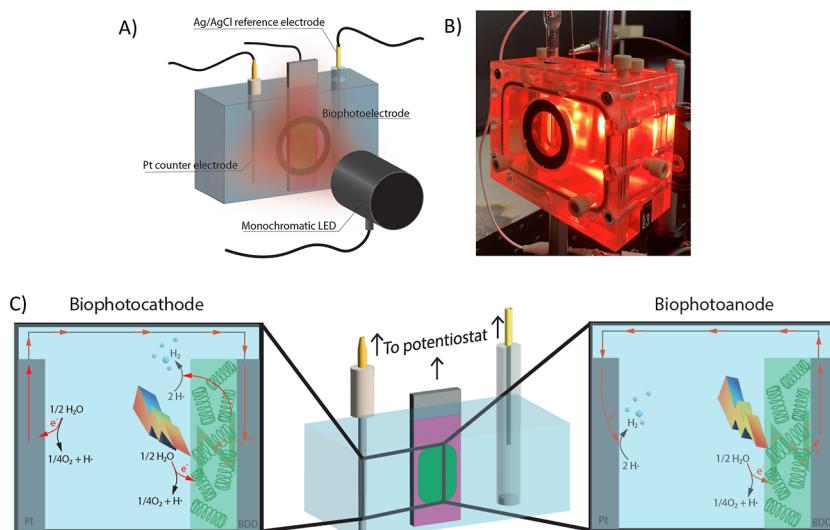 A)
Ag/AgCl reference electrode
Biophotoelectrode
Pt counter electrode
Monochromatic LED
B)
C)
Biophotocathode
H₂
2 H·
1/2 H₂O
e⁻
1/4O₂ + H·
1/2 H₂O
e⁻
1/4O₂ + H·
e⁻
Pt
BDD
To potentiostat
Biophotoanode
H₂
2 H·
1/2 H₂O
e⁻
1/4O₂ + H·
Pt
BDD